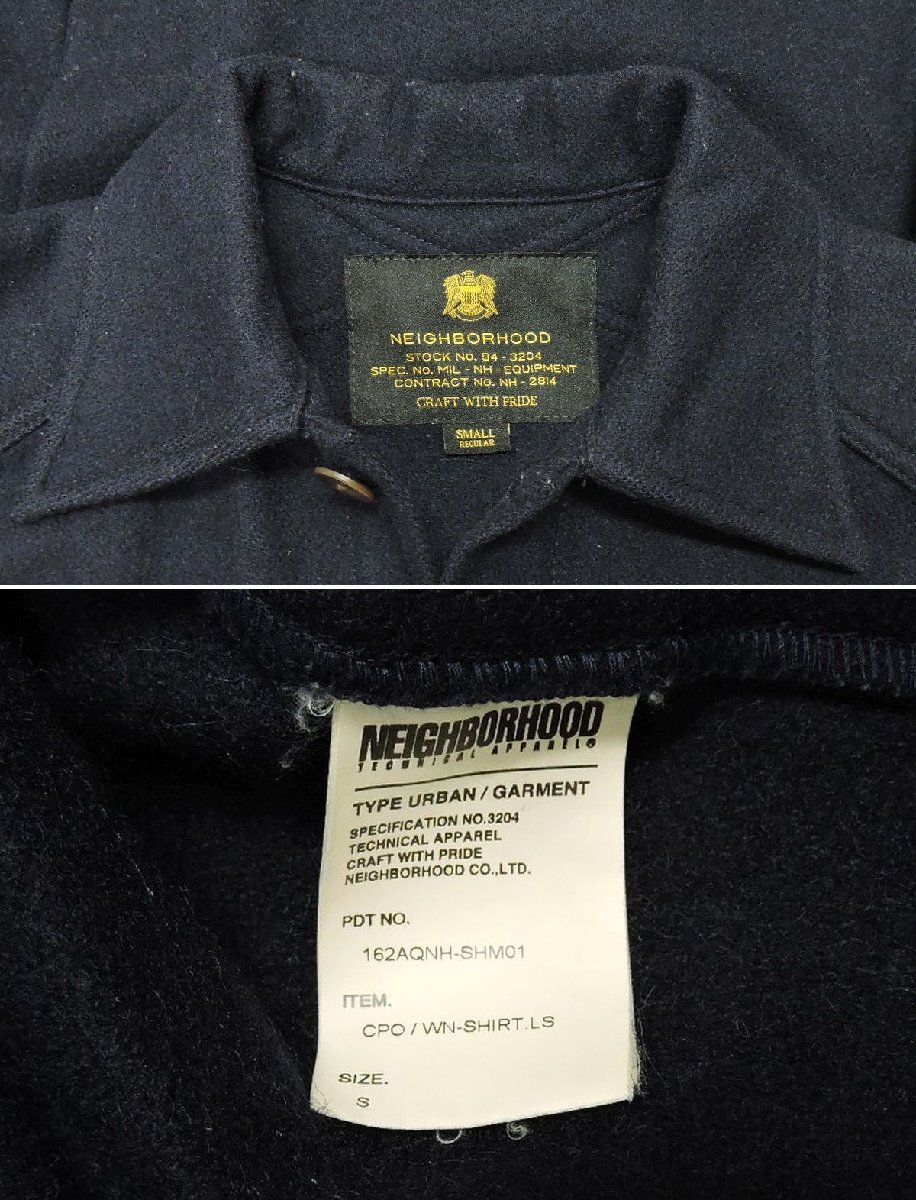 NEIGHBORHOOD
STOCK No. 84 - 3204
SPEC. No. MIL - NH - EQUIPMENT
CONTRACT No. NH - 2814
CRAFT WITH PRIDE
SMALL
REGULAR
NEIGHBORHOOD
TECHNICAL APPAREL®
TYPE URBAN / GARMENT
SPECIFICATION NO.3204
TECHNICAL APPAREL
CRAFT WITH PRIDE
NEIGHBORHOOD CO.,LTD.
PDT NO.
162AQNH-SHM01
ITEM.
CPO / WN-SHIRT.LS
SIZE.
S